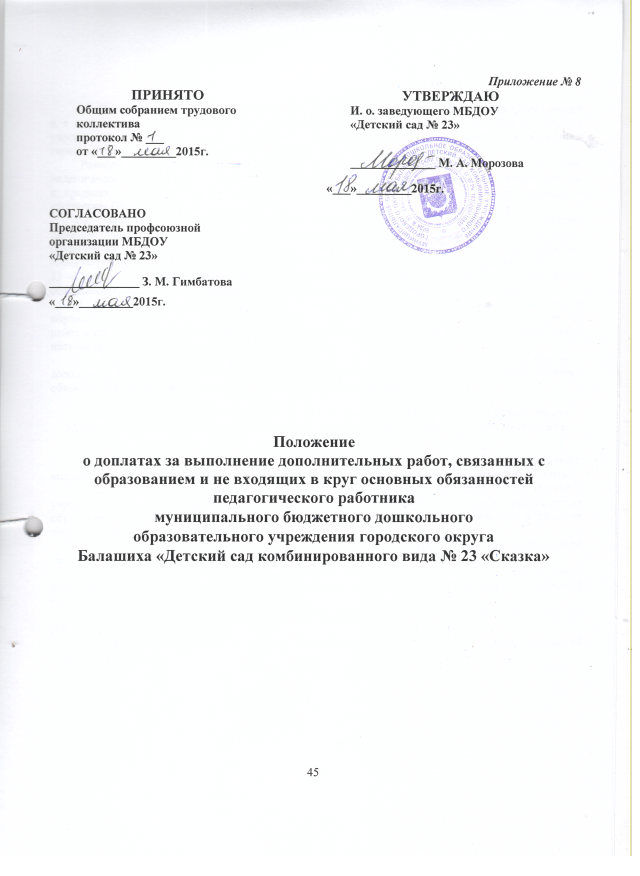 Приложение № 8
ПРИНЯТО
Общим собранием трудового
коллектива
протокол № 1
от «18» мая 2015г.
УТВЕРЖДАЮ
И. о. заведующего МБДОУ
«Детский сад № 23»
М. А. Морозова
«18» мая 2015г.
СОГЛАСОВАНО
Председатель профсоюзной
организации МБДОУ
«Детский сад № 23»
З. М. Гимбатова
«18» мая 2015г.
Положение
о доплатах за выполнение дополнительных работ, связанных с
образованием и не входящих в круг основных обязанностей
педагогического работника
муниципального бюджетного дошкольного
образовательного учреждения городского округа
Балашиха «Детский сад комбинированного вида № 23 «Сказка»
45